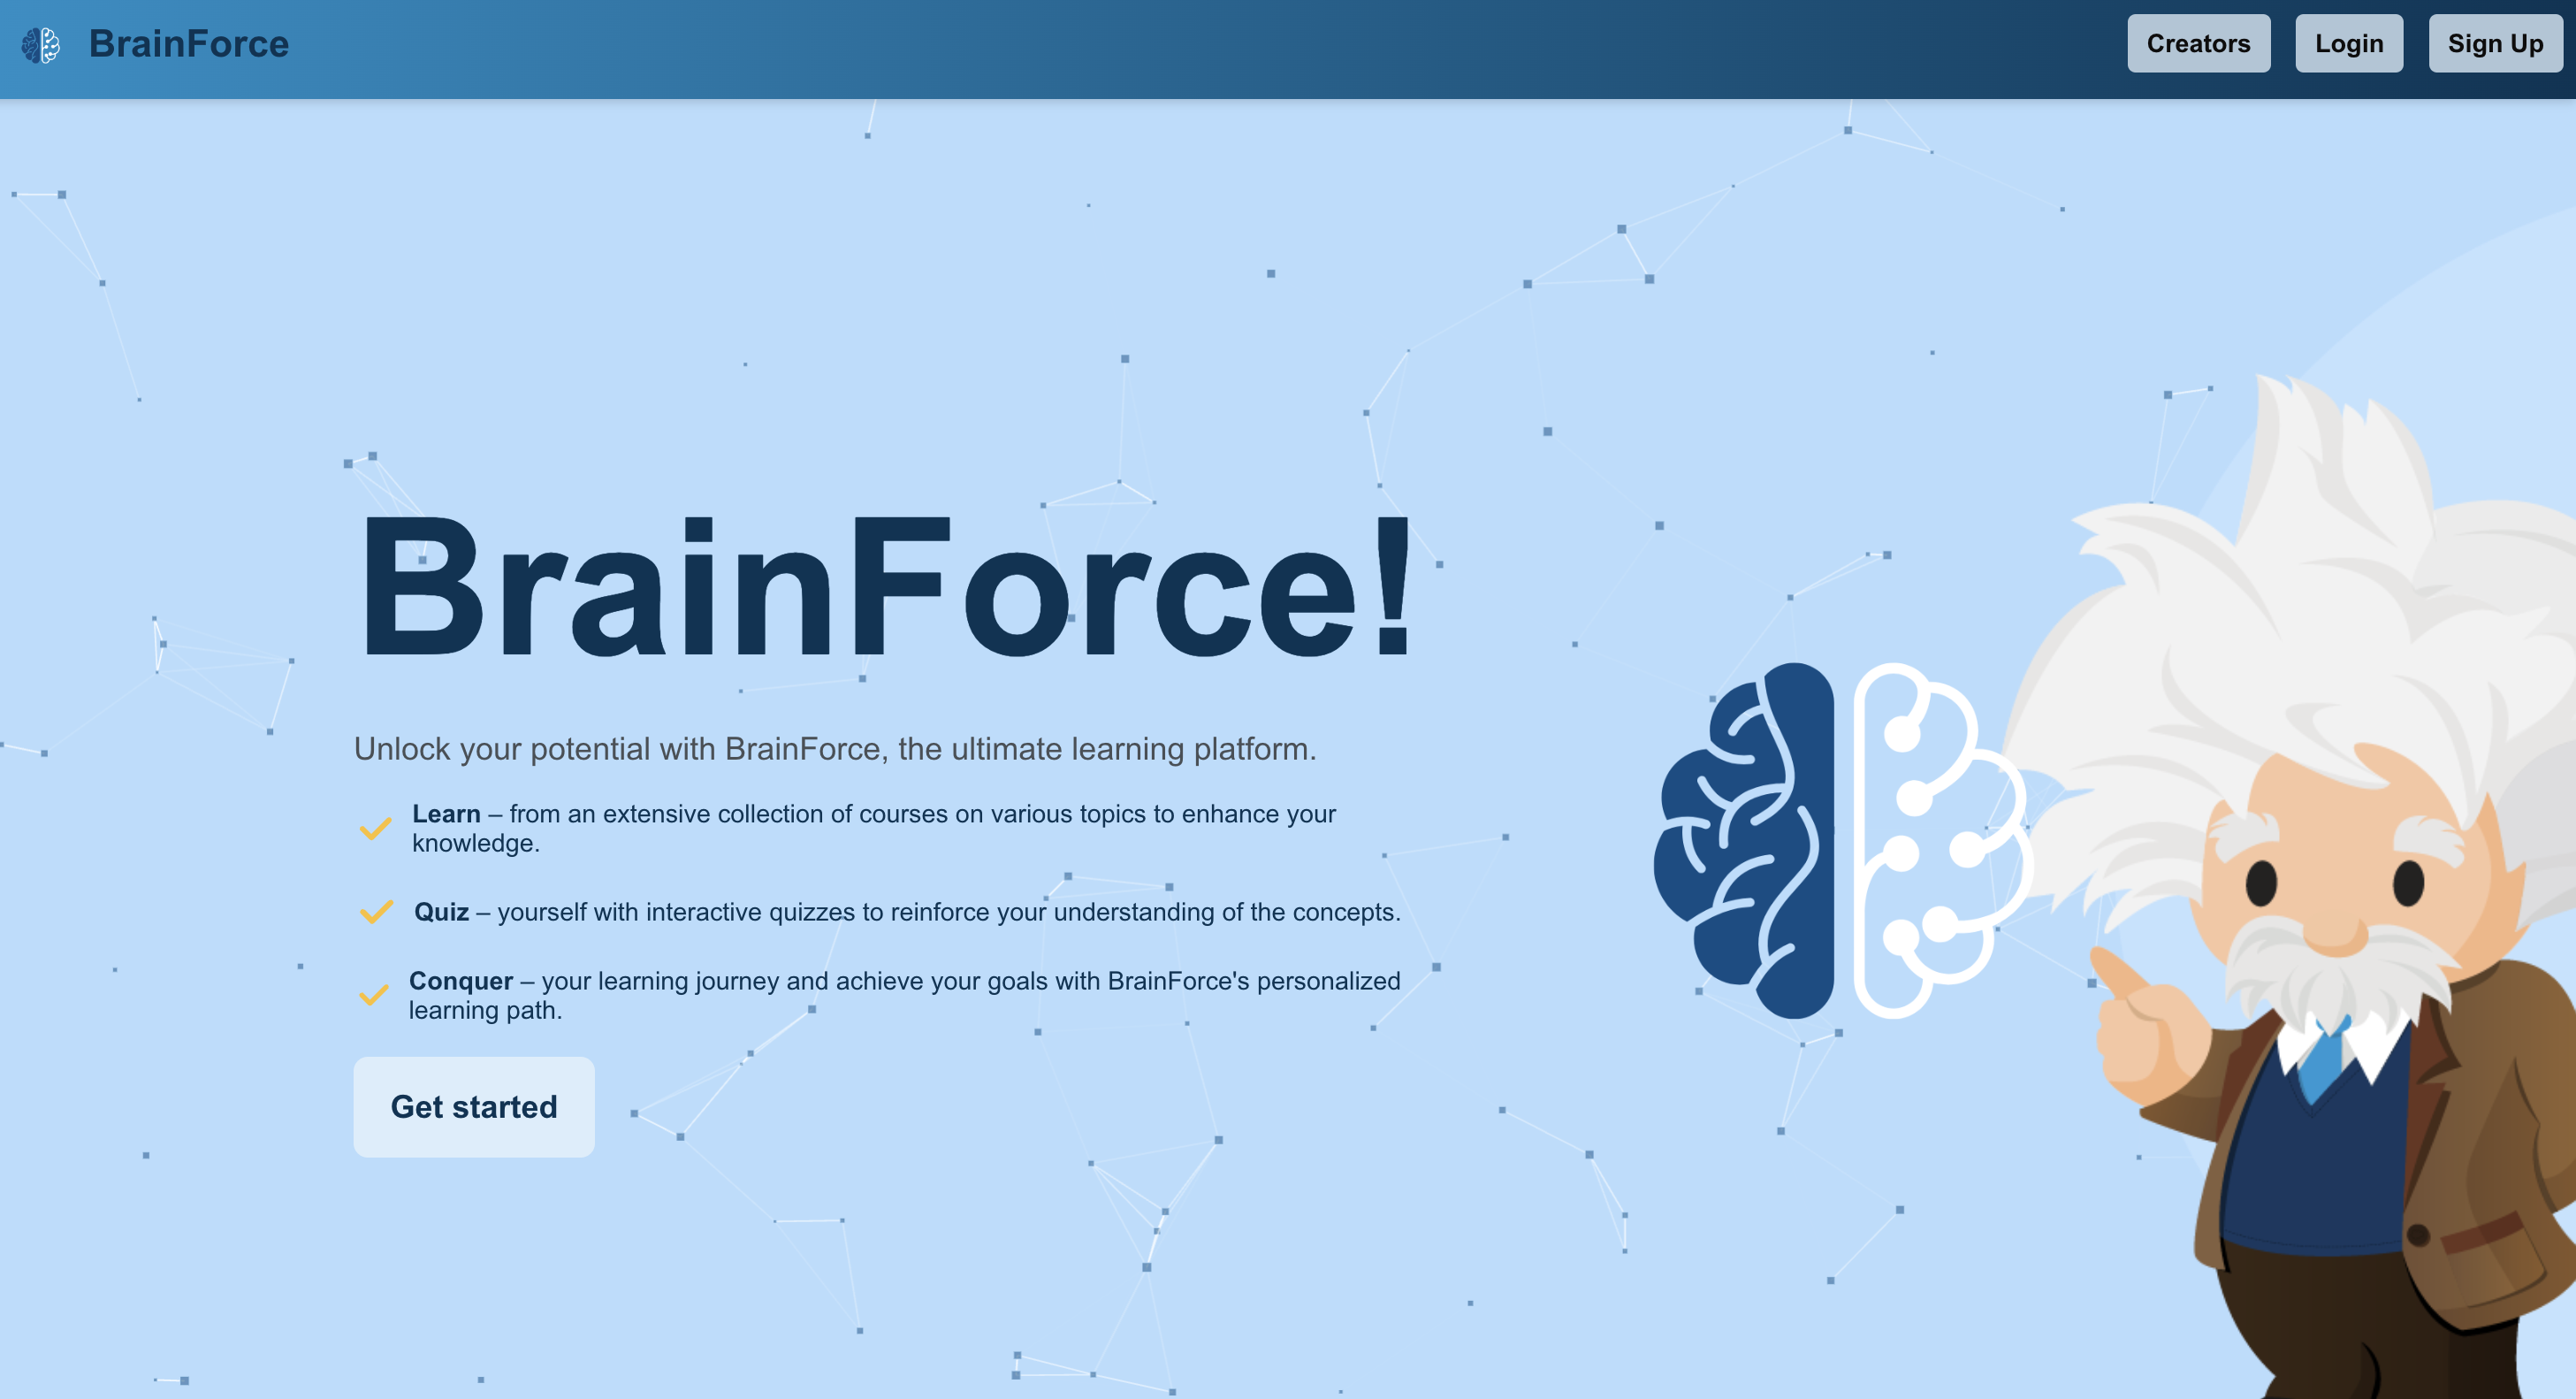 BrainForce
Creators
Login
Sign Up
BrainForce!
Unlock your potential with BrainForce, the ultimate learning platform.
Learn – from an extensive collection of courses on various topics to enhance your
knowledge.
Quiz – yourself with interactive quizzes to reinforce your understanding of the concepts.
Conquer – your learning journey and achieve your goals with BrainForce's personalized
learning path.
Get started